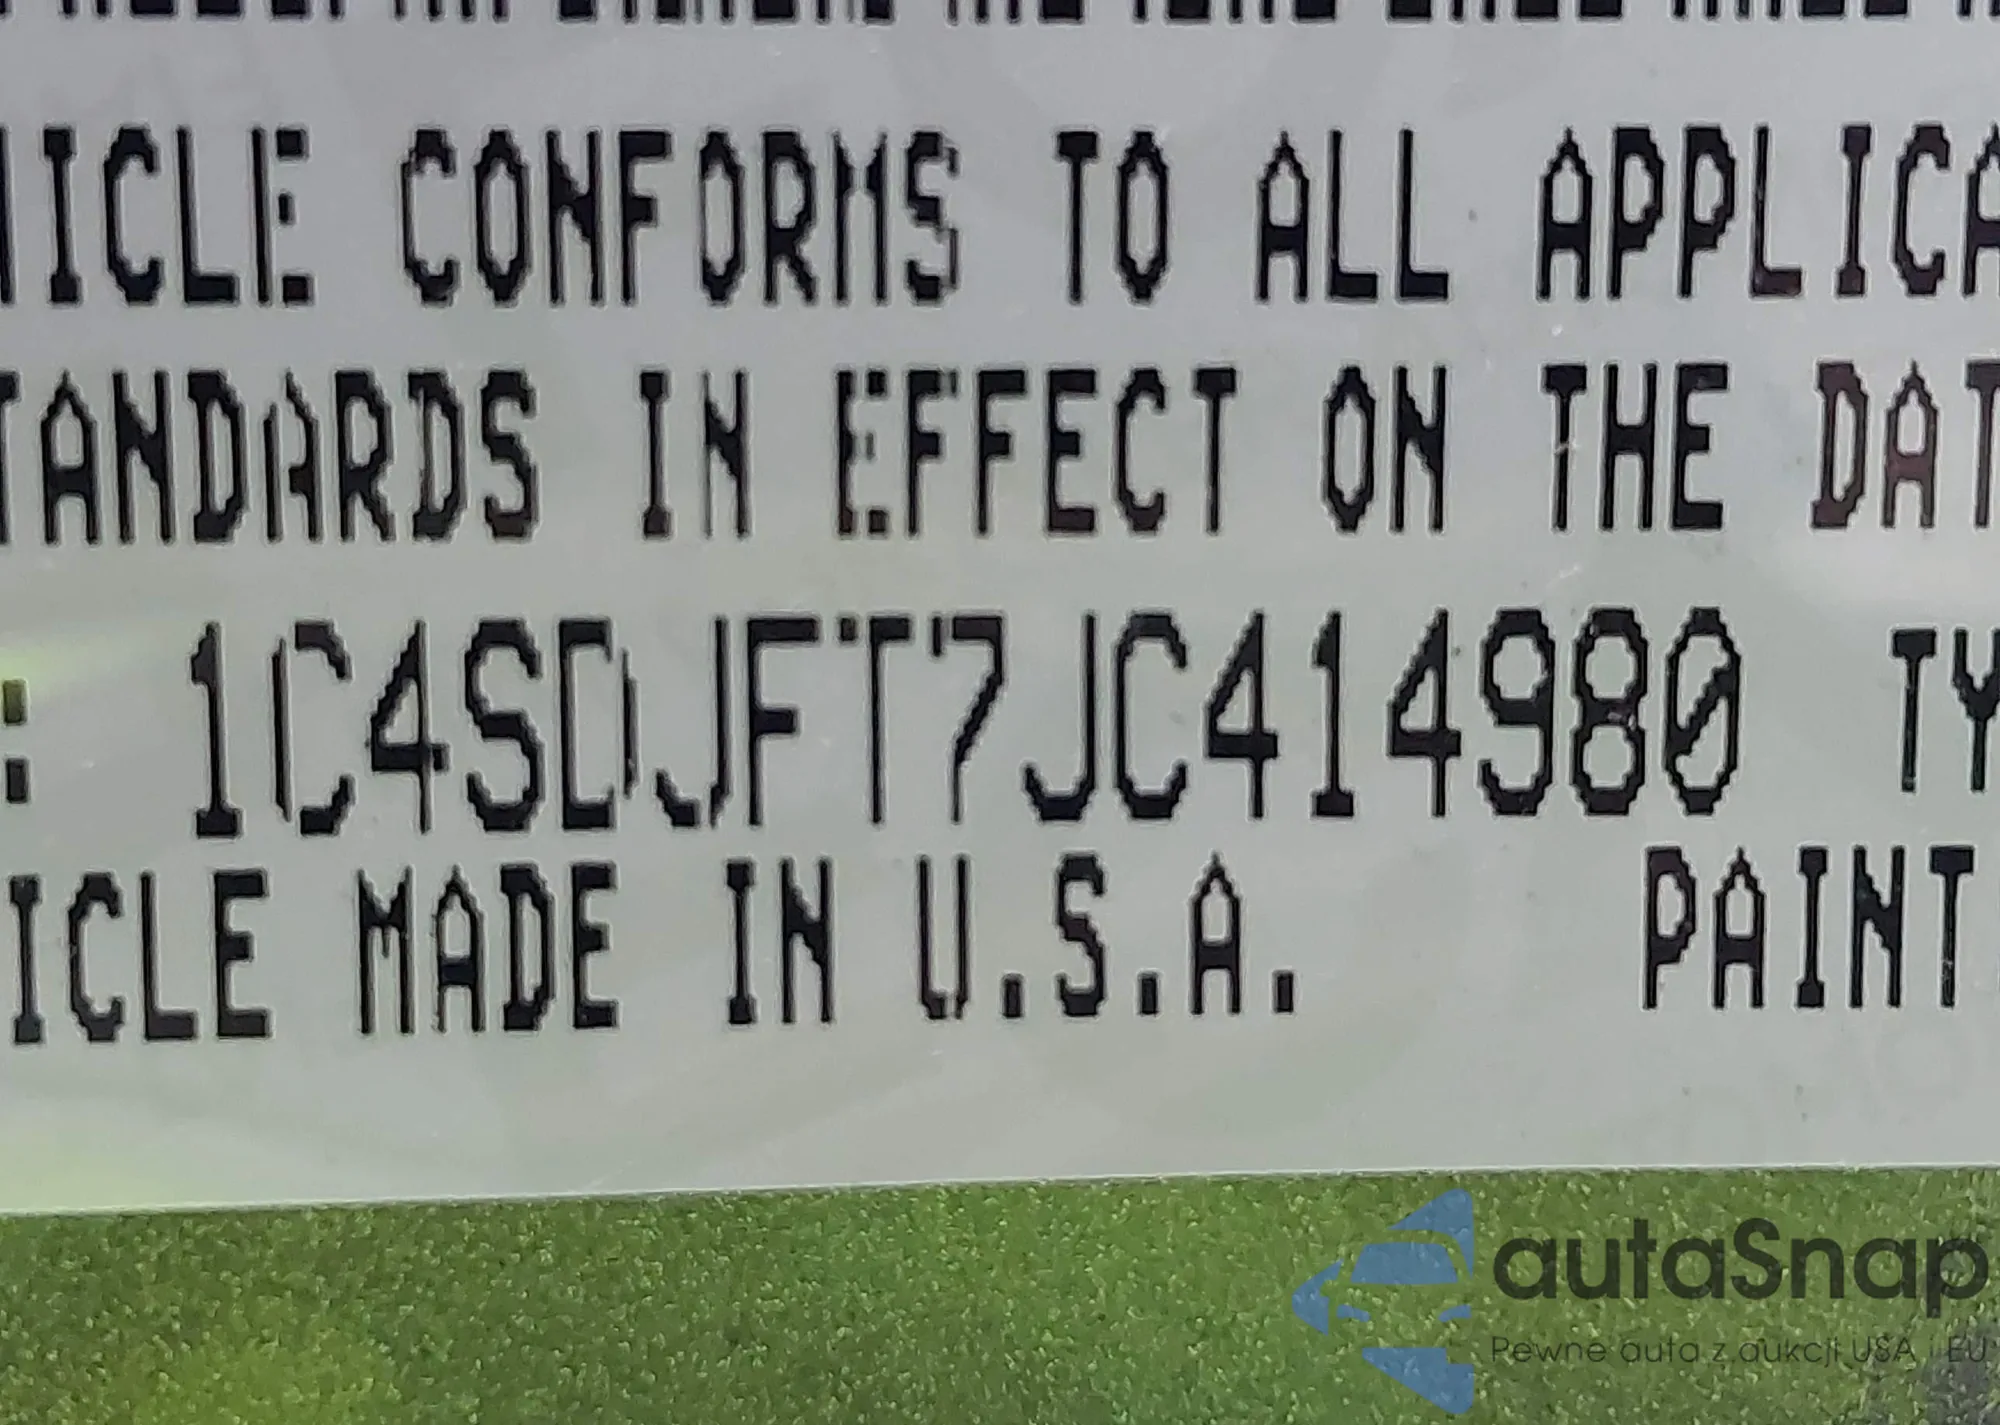 HICLE CONFORMS TO ALL APPLICA
TANDARDS IN EFFECT ON THE DAT
: 1C4SDJFT7JC414980 TY
ICLE MADE IN U.S.A. PAINT
autaSnap
Pewne auta z aukcji USA i EU